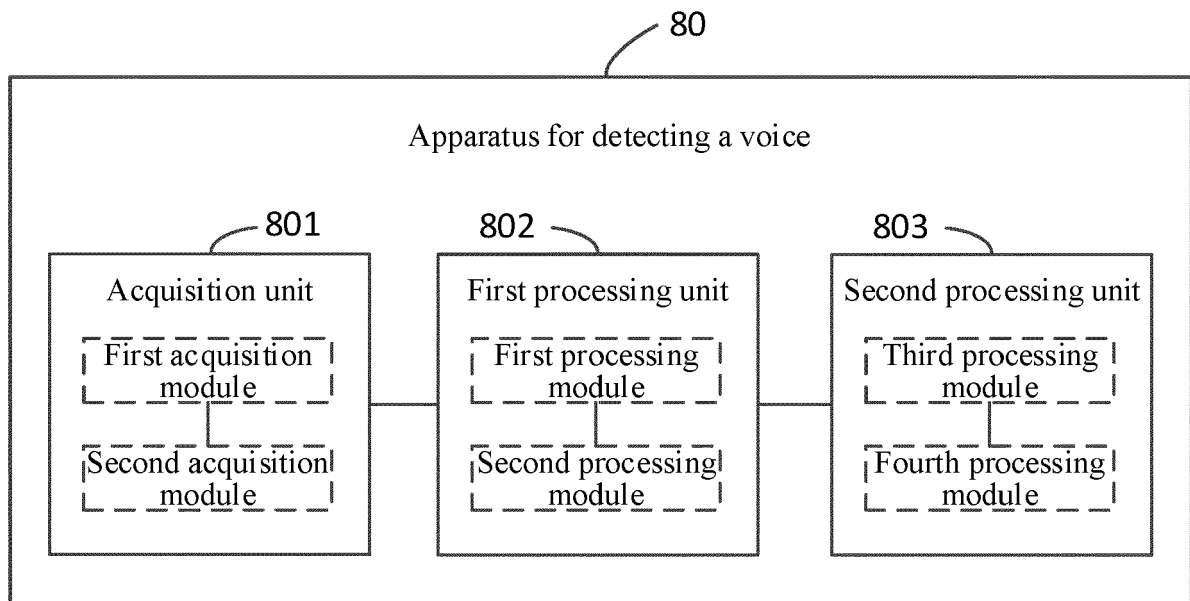 80
Apparatus for detecting a voice
801
Acquisition unit
First acquisition
module
Second acquisition
module
802
First processing unit
First processing
module
Second processing
module
803
Second processing unit
Third processing
module
Fourth processing
module